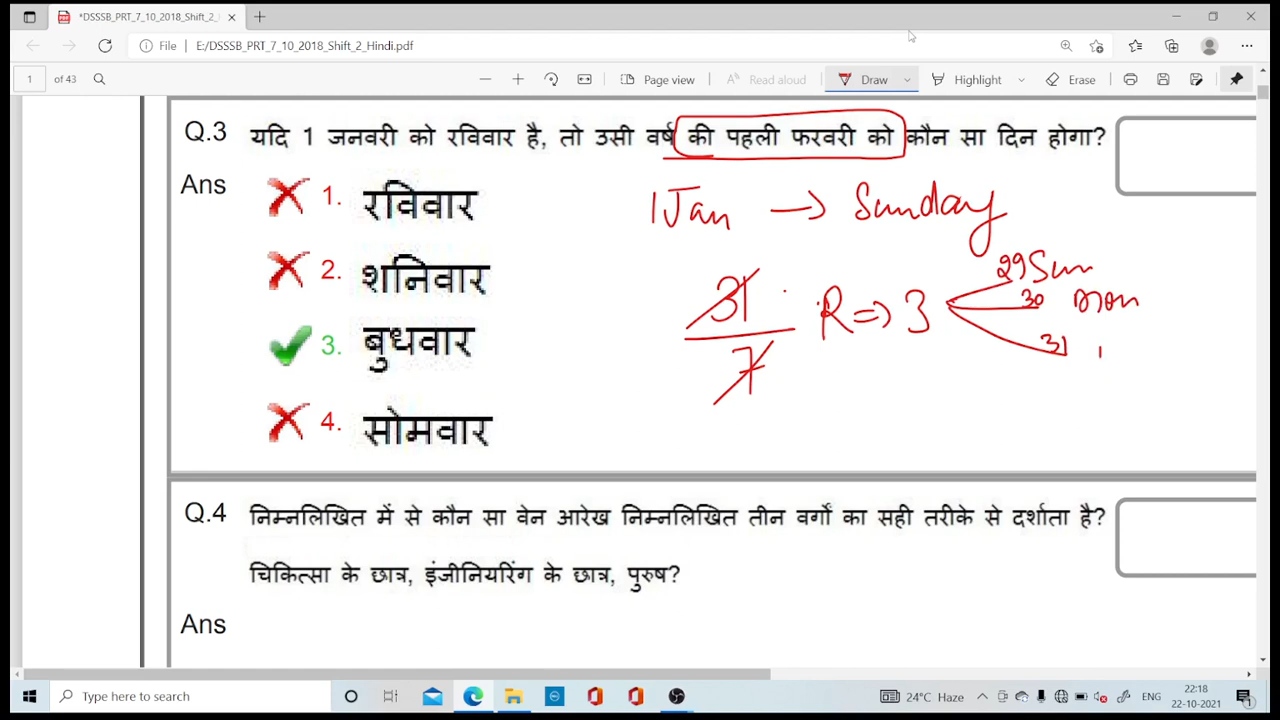 *DSSSB_PRT_7_10_2018_Shift_2_
File E:/DSSSB_PRT_7_10_2018_Shift_2_Hindi.pdf
1 of 43 Page view Read aloud Draw Highlight Erase
Q.3 यदि 1 जनवरी को रविवार है, तो उसी वर्ष की पहली फरवरी को कौन सा दिन होगा?
Ans 1. रविवार
2. शनिवार
3. बुधवार
4. सोमवार
1 Jan → Sunday
31/7 R => 3
29 Sun
30 Mon
31
Q.4 निम्नलिखित में से कौन सा वेन आरेख निम्नलिखित तीन वर्गों का सही तरीके से दर्शाता है?
चिकित्सा के छात्र, इंजीनियरिंग के छात्र, पुरुष?
Ans
Type here to search 24°C Haze ENG 22:18
22-10-2021